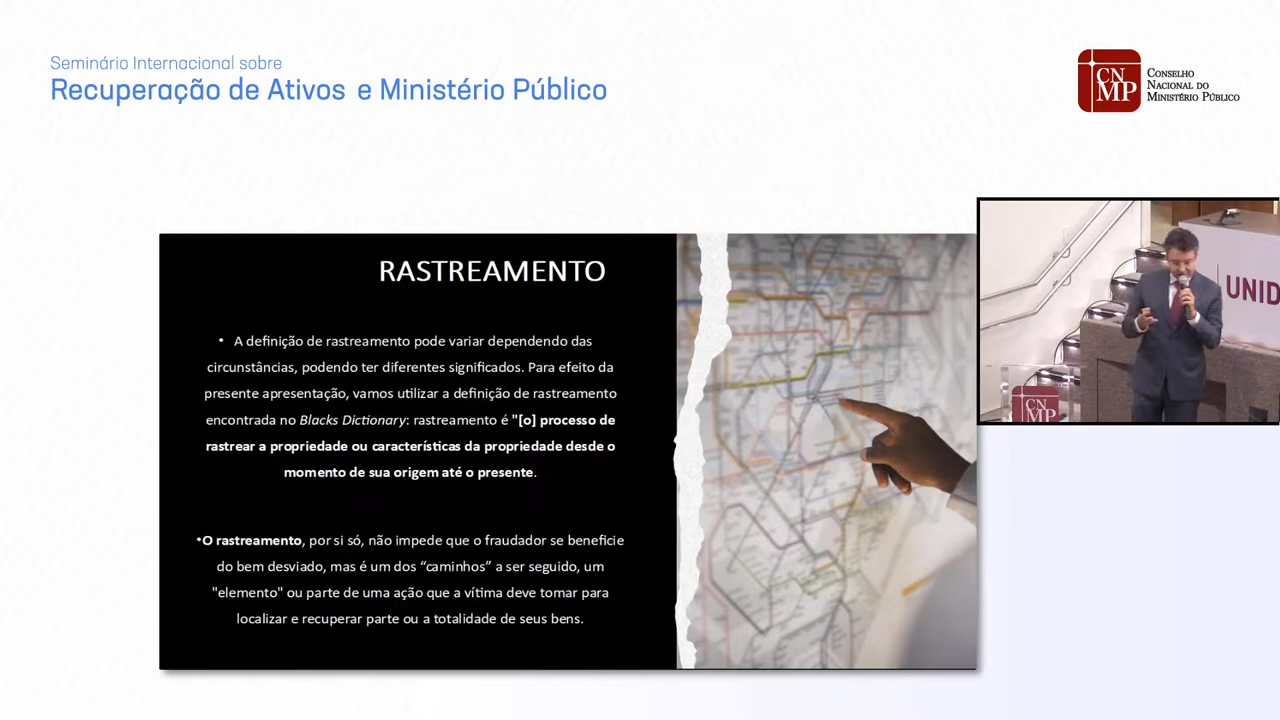 Seminário Internacional sobre
Recuperação de Ativos e Ministério Público
CN
MP
CONSELHO
NACIONAL DO
MINISTÉRIO PÚBLICO
RASTREAMENTO
• A definição de rastreamento pode variar dependendo das
circunstâncias, podendo ter diferentes significados. Para efeito da
presente apresentação, vamos utilizar a definição de rastreamento
encontrada no Blacks Dictionary: rastreamento é "[o] processo de
rastrear a propriedade ou características da propriedade desde o
momento de sua origem até o presente.
•O rastreamento, por si só, não impede que o fraudador se beneficie
do bem desviado, mas é um dos “caminhos” a ser seguido, um
"elemento" ou parte de uma ação que a vítima deve tomar para
localizar e recuperar parte ou a totalidade de seus bens.
UNID
CN
MP